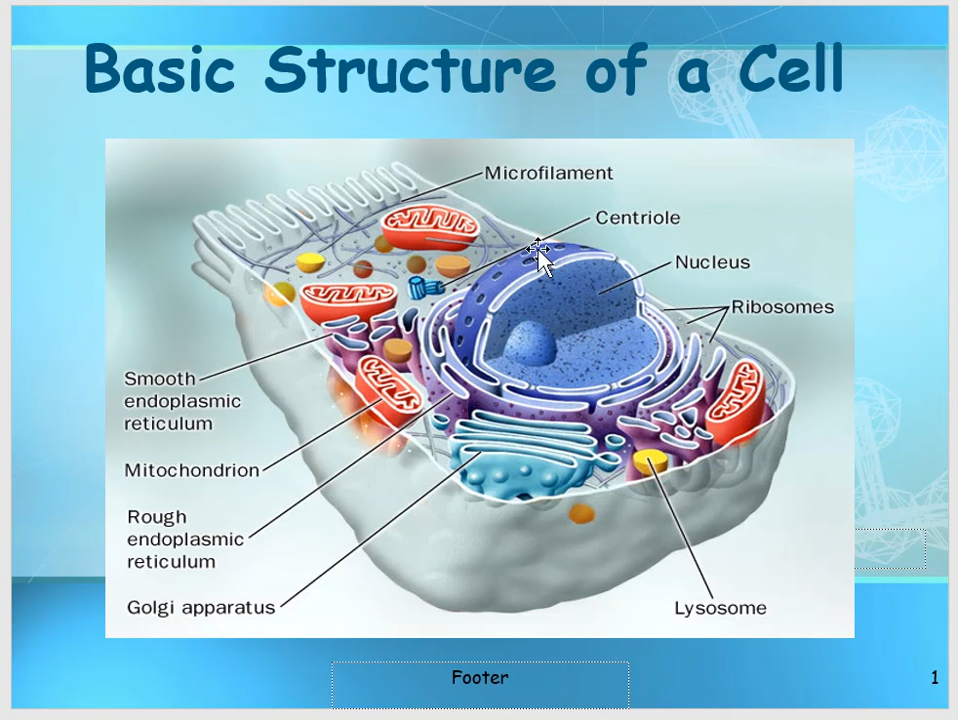 Basic Structure of a Cell
Microfilament
Centriole
Nucleus
Ribosomes
Smooth
endoplasmic
reticulum
Mitochondrion
Rough
endoplasmic
reticulum
Golgi apparatus
Lysosome
Footer
1